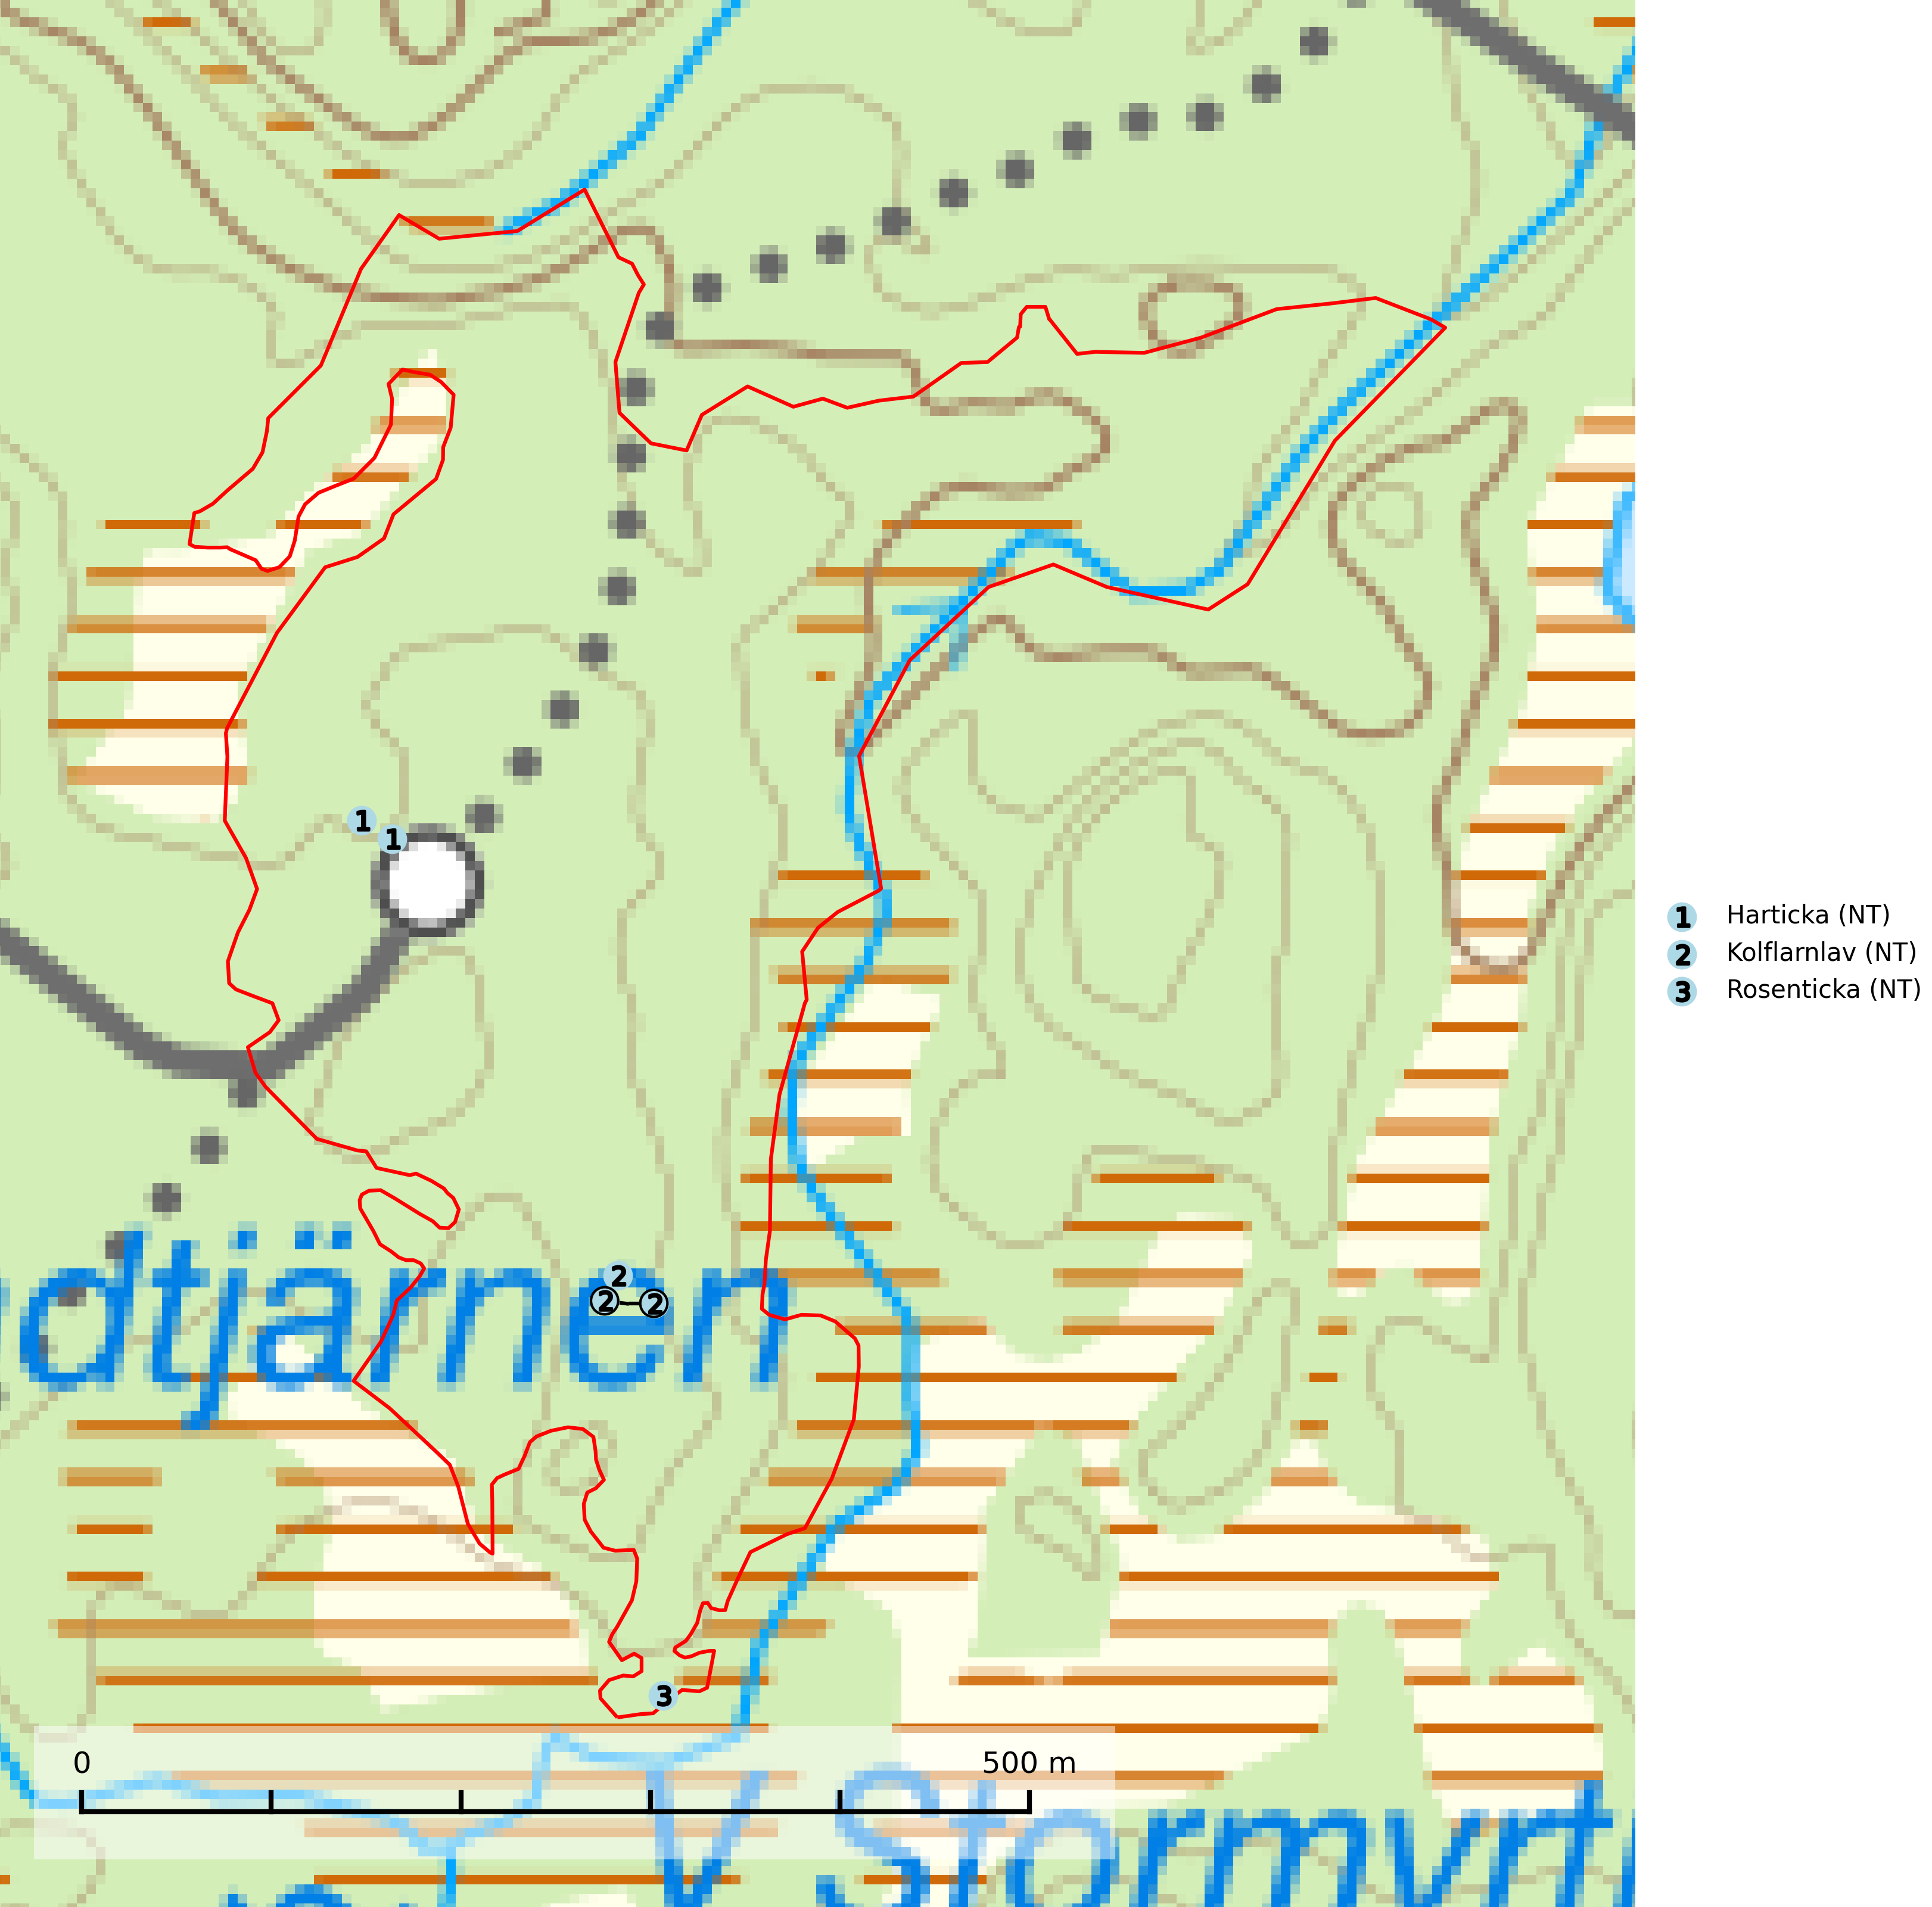 1
1
1 Harticka (NT)
2 Kolflarnlav (NT)
3 Rosenticka (NT)
2
2 2
dtjärnen
3
0 500 m
V Stormyrt